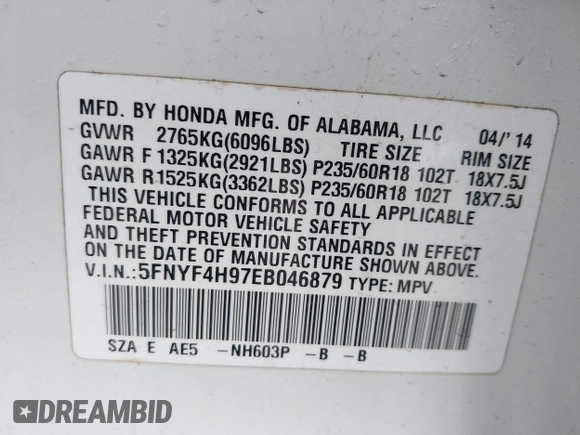 MFD. BY HONDA MFG. OF ALABAMA, LLC 04/'14
GVWR 2765KG(6096LBS) TIRE SIZE RIM SIZE
GAWR F 1325KG(2921LBS) P235/60R18 102T 18X7.5J
GAWR R1525KG(3362LBS) P235/60R18 102T 18X7.5J
THIS VEHICLE CONFORMS TO ALL APPLICABLE
FEDERAL MOTOR VEHICLE SAFETY
AND THEFT PREVENTION STANDARDS IN EFFECT
ON THE DATE OF MANUFACTURE SHOWN ABOVE.
V.I.N.:5FNYF4H97EB046879 TYPE: MPV
SZA E AE5 -NH603P -B -B
DREAMBID